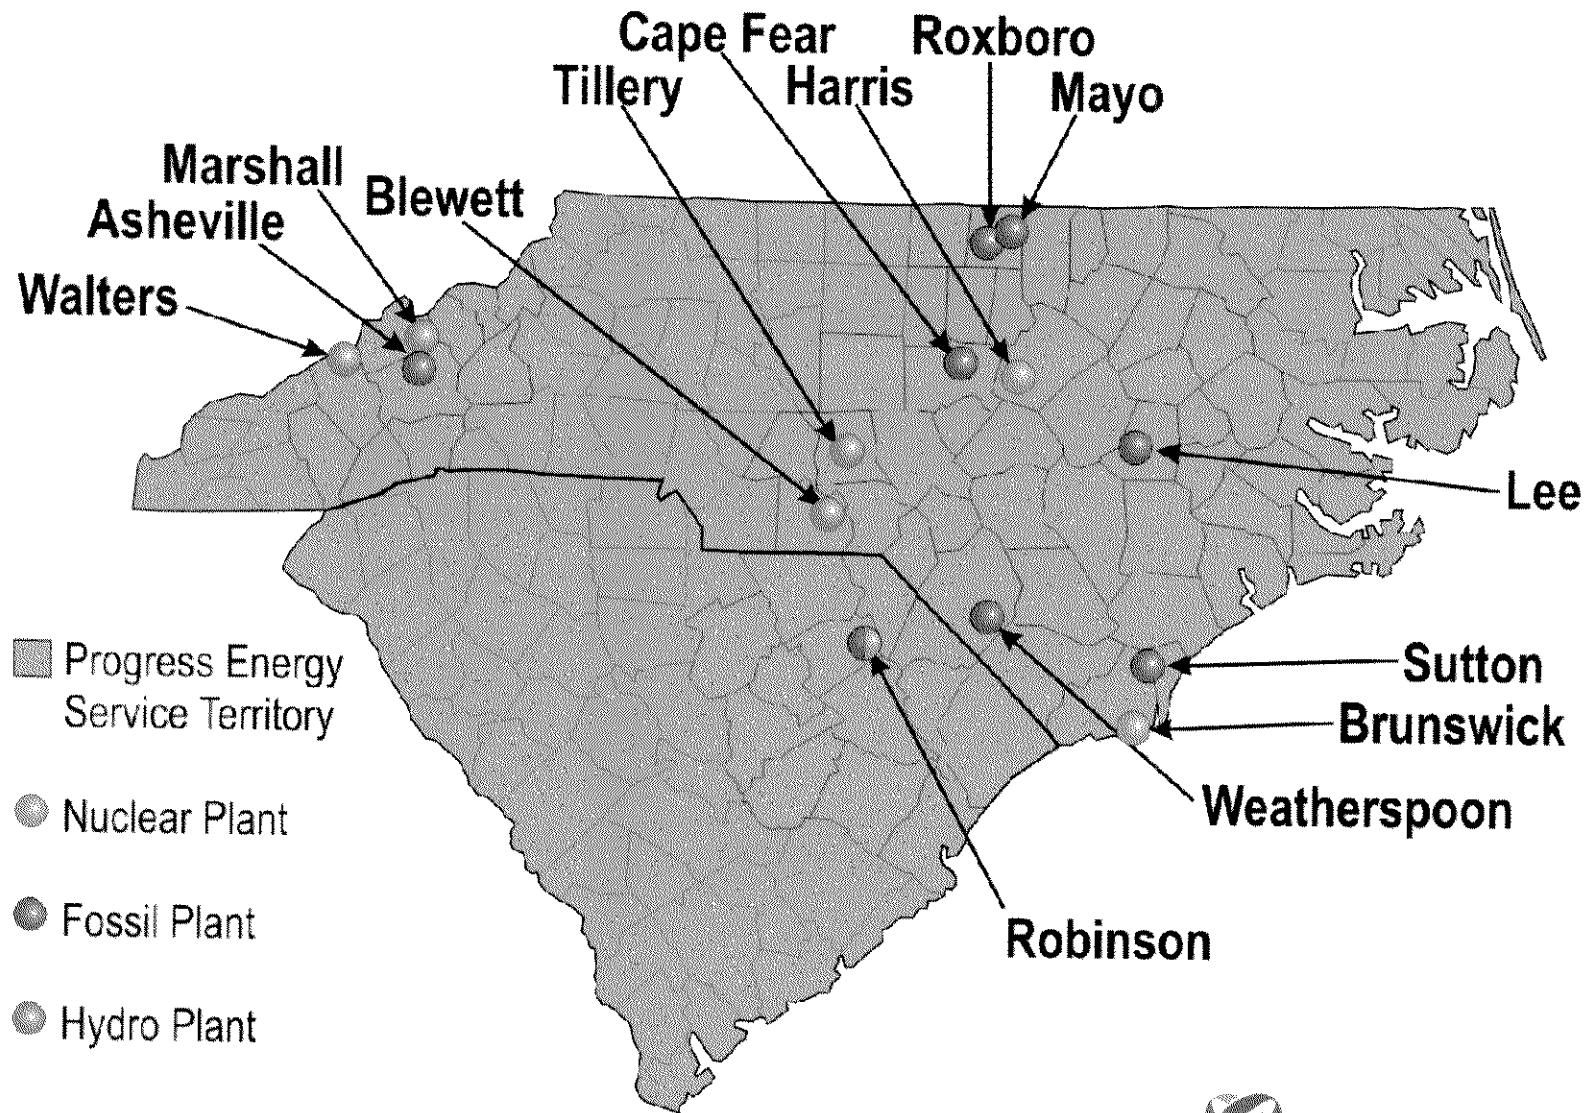 Cape Fear
Roxboro
Tillery
Harris
Mayo
Marshall
Blewett
Asheville
Walters
Lee
Progress Energy
Service Territory
Sutton
Brunswick
Nuclear Plant
Weatherspoon
Fossil Plant
Robinson
Hydro Plant